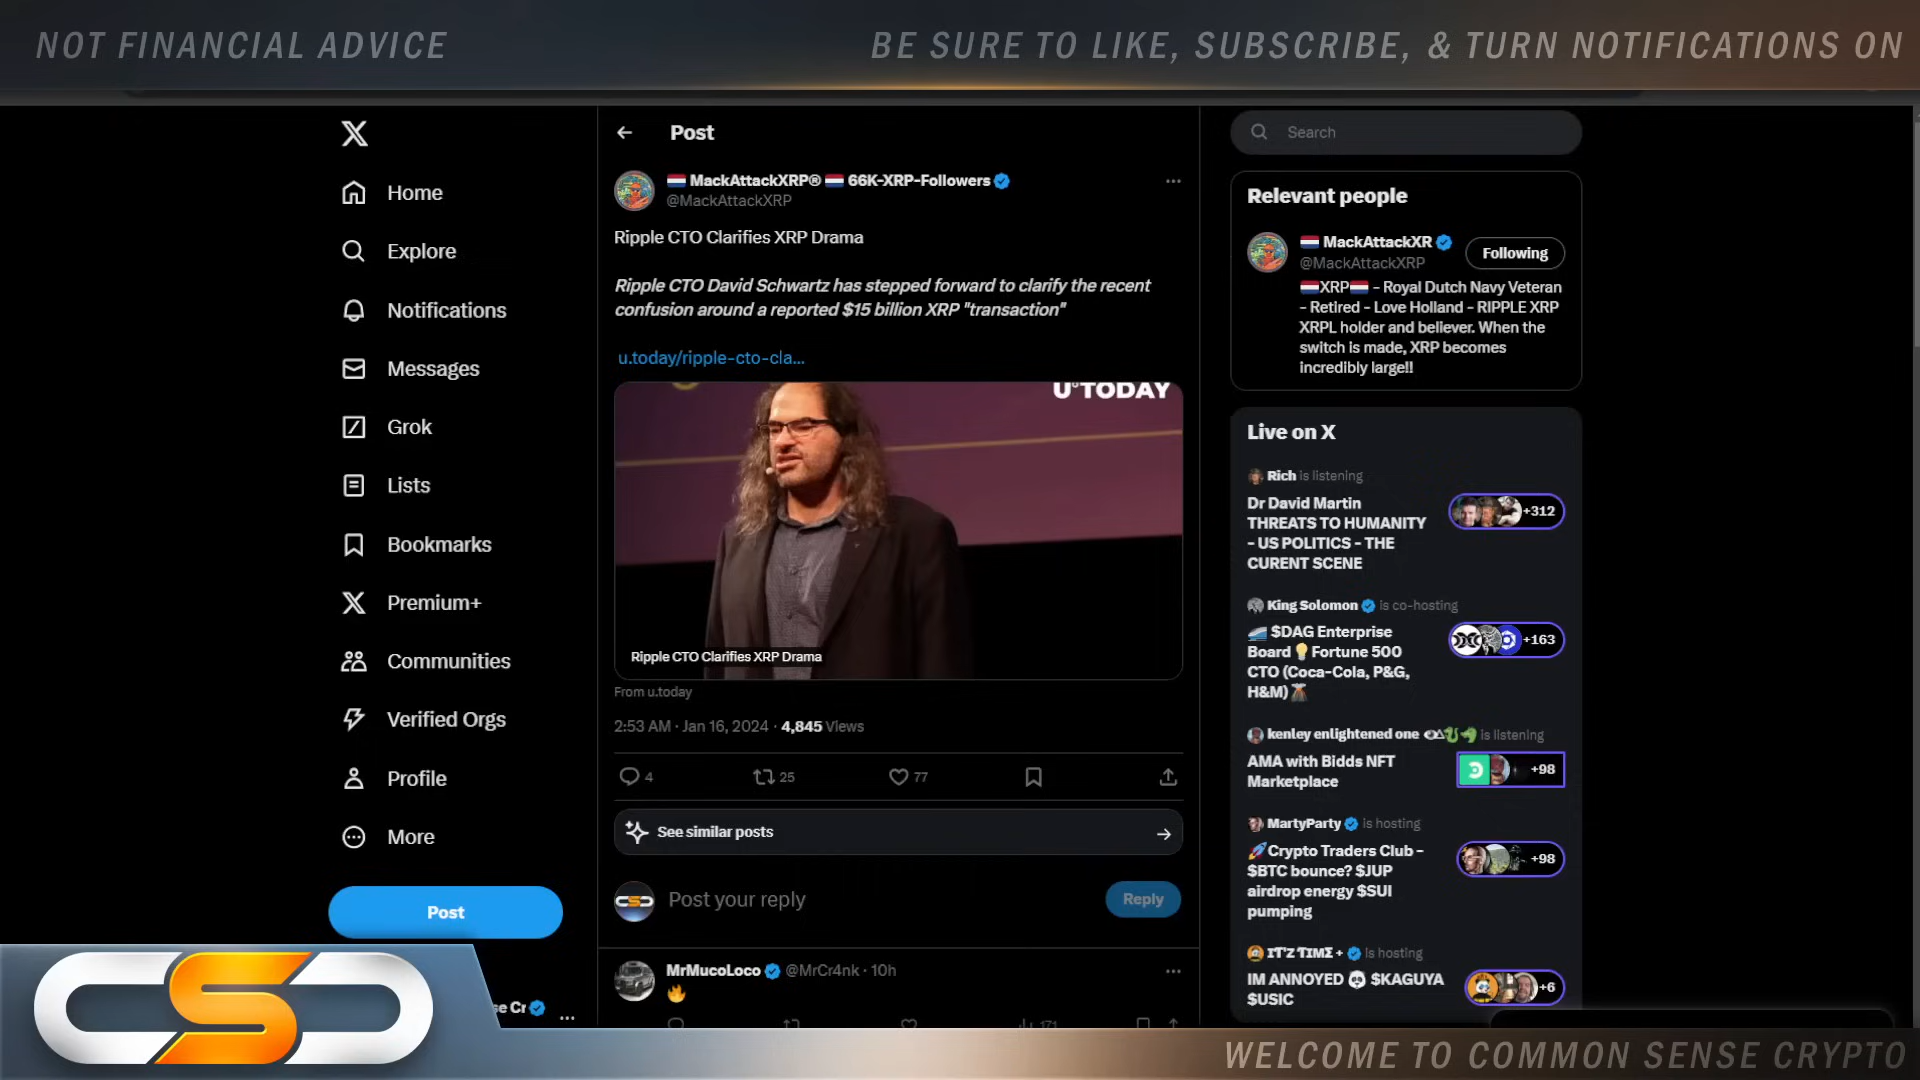 NOT FINANCIAL ADVICE
BE SURE TO LIKE, SUBSCRIBE, & TURN NOTIFICATIONS ON
Home
Explore
Notifications
Messages
Grok
Lists
Bookmarks
Premium+
Communities
Verified Orgs
Profile
More
Post
se Cr
Post
MackAttackXRP® 66K-XRP-Followers
@MackAttackXRP
Ripple CTO Clarifies XRP Drama
Ripple CTO David Schwartz has stepped forward to clarify the recent
confusion around a reported $15 billion XRP "transaction"
u.today/ripple-cto-cla...
U°TODAY
Ripple CTO Clarifies XRP Drama
From u.today
2:53 AM · Jan 16, 2024 · 4,845 Views
4 25 77
See similar posts
Post your reply
Reply
MrMucoLoco @MrCr4nk · 10h
171
Search
Relevant people
MackAttackXR
@MackAttackXRP
Following
XRP - Royal Dutch Navy Veteran
- Retired - Love Holland - RIPPLE XRP
XRPL holder and believer. When the
switch is made, XRP becomes
incredibly large!!
Live on X
Rich is listening
Dr David Martin
THREATS TO HUMANITY
- US POLITICS - THE
CURENT SCENE
+312
King Solomon is co-hosting
$DAG Enterprise
Board Fortune 500
CTO (Coca-Cola, P&G,
H&M)
+163
kenley enlightened one is listening
AMA with Bidds NFT
Marketplace
+98
MartyParty is hosting
Crypto Traders Club -
$BTC bounce? $JUP
airdrop energy $SUI
pumping
+98
IT'Z TIME + is hosting
IM ANNOYED $KAGUYA
$USIC
+6
CSC
WELCOME TO COMMON SENSE CRYPTO